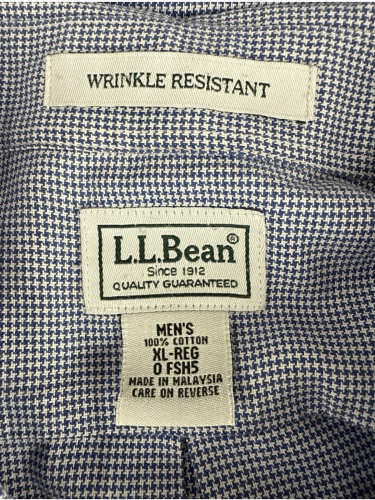 WRINKLE RESISTANT
L.L.Bean®
Since 1912
QUALITY GUARANTEED
MEN'S
100% COTTON
XL-REG
0 FSH5
MADE IN MALAYSIA
CARE ON REVERSE